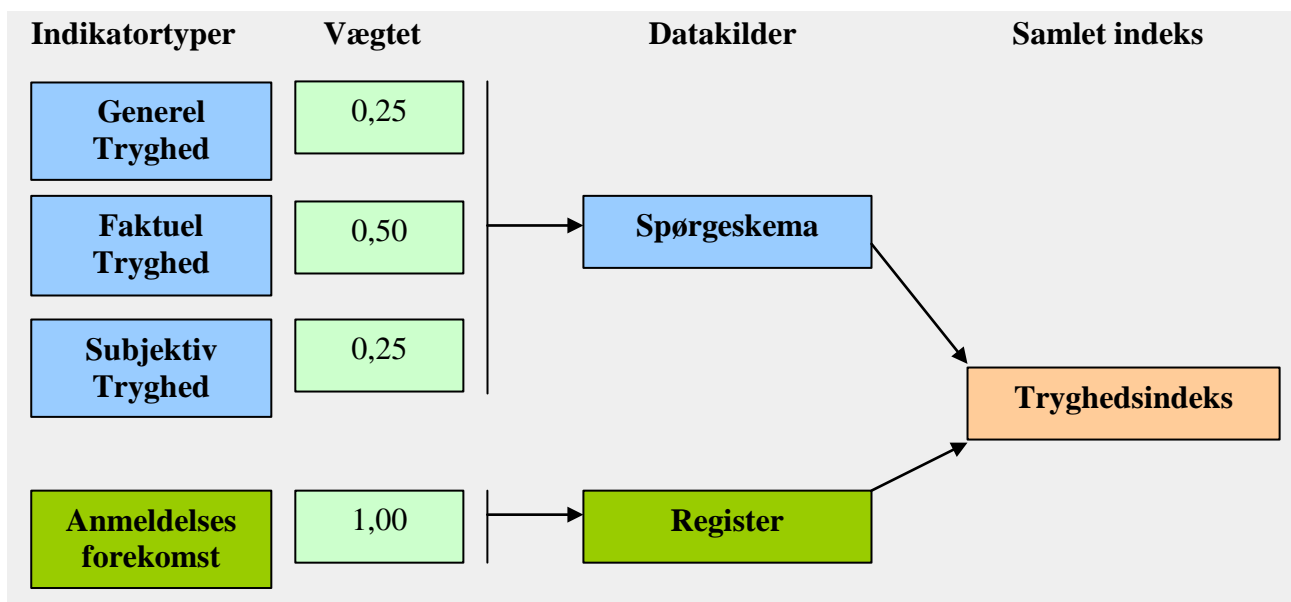 Indikatortyper Vægtet Datakilder Samlet indeks
Generel
Tryghed
0,25
Faktuel
Tryghed
0,50
Spørgeskema
Subjektiv
Tryghed
0,25
Tryghedsindeks
Anmeldelses
forekomst
1,00
Register